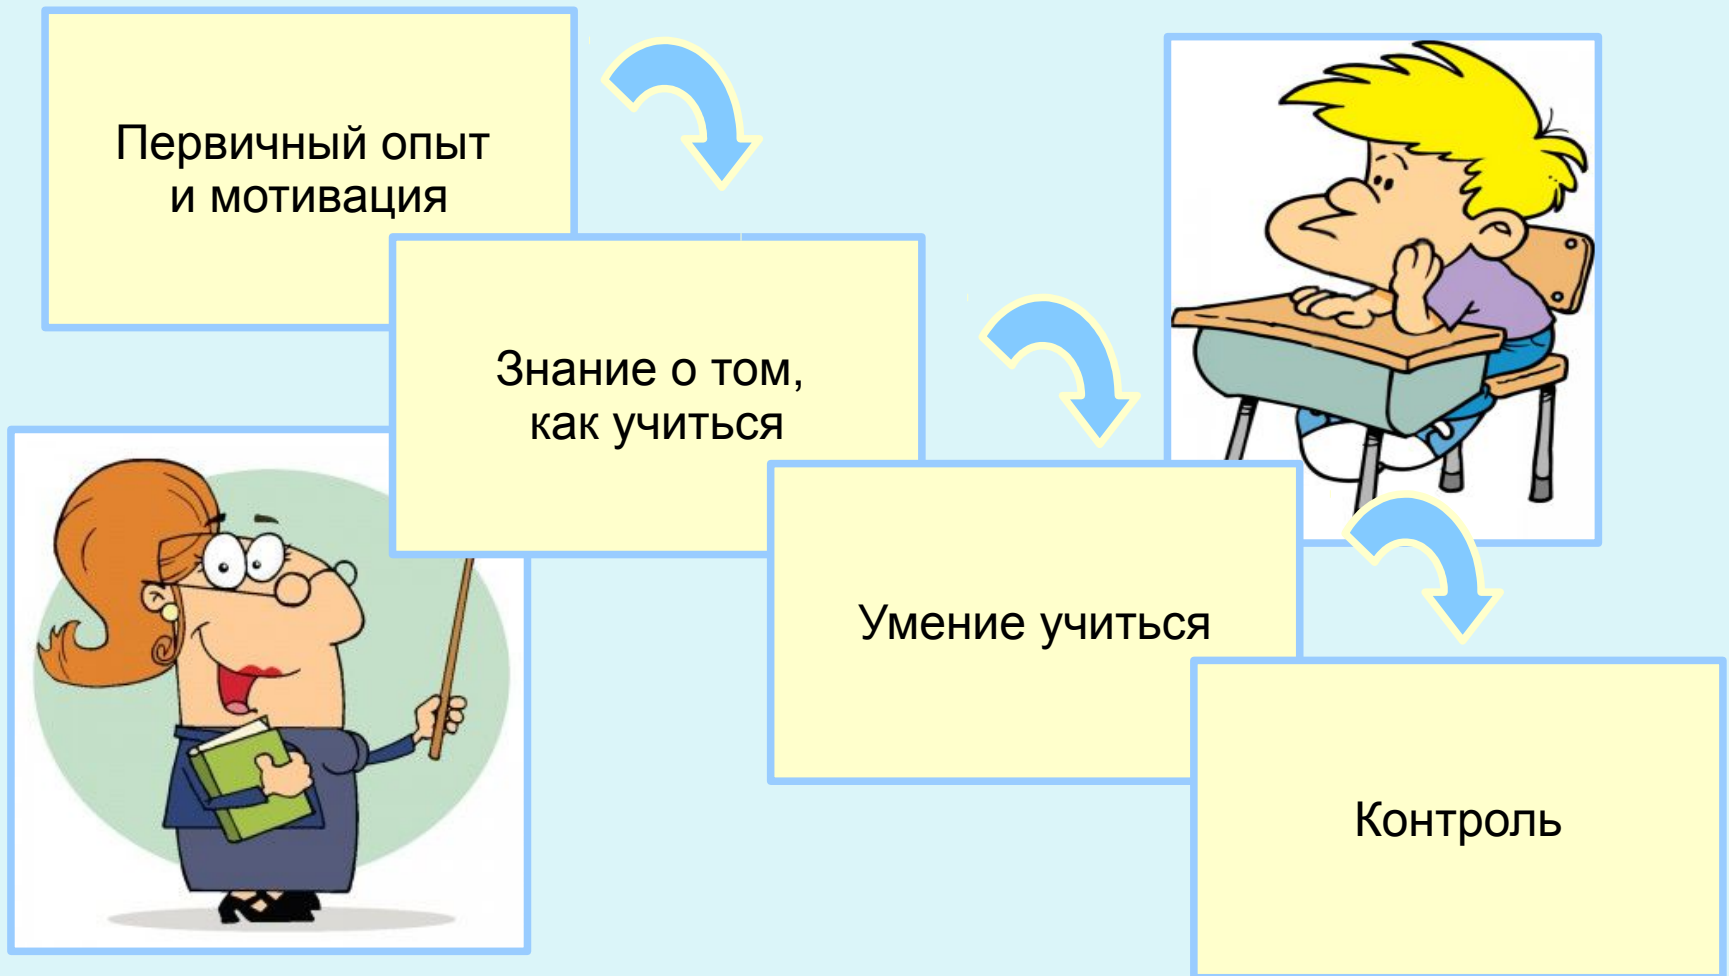 Первичный опыт
и мотивация
Знание о том,
как учиться
Умение учиться
Контроль